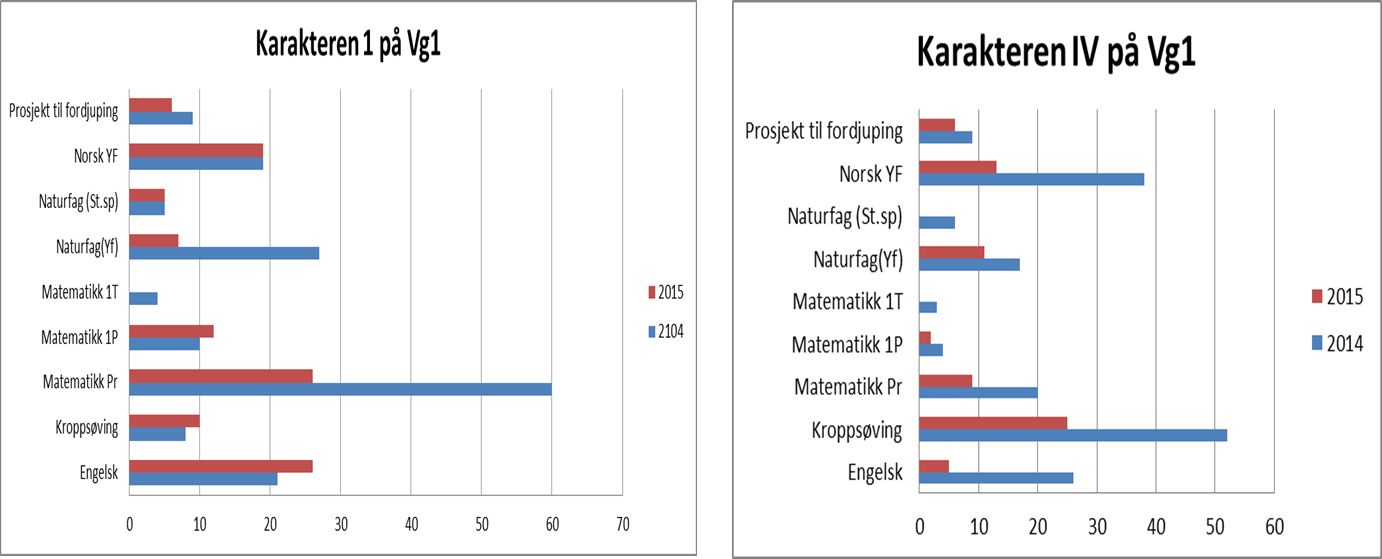 Karakteren 1 på Vg1
Prosjekt til fordjuping
Norsk YF
Naturfag (St.sp)
Naturfag(Yf)
Matematikk 1T
Matematikk 1P
Matematikk Pr
Kroppsøving
Engelsk
0 10 20 30 40 50 60 70
2015
2104
Karakteren IV på Vg1
Prosjekt til fordjuping
Norsk YF
Naturfag (St.sp)
Naturfag(Yf)
Matematikk 1T
Matematikk 1P
Matematikk Pr
Kroppsøving
Engelsk
0 10 20 30 40 50 60
2015
2014